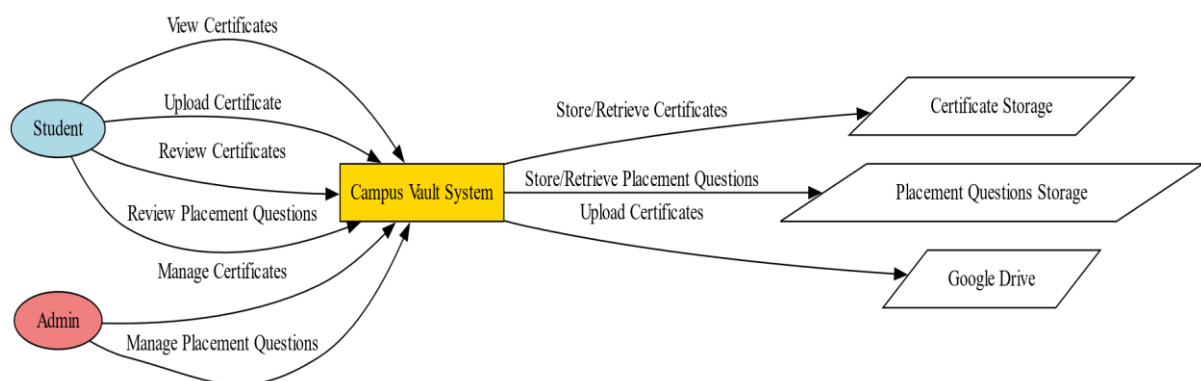 View Certificates
Upload Certificate
Student
Review Certificates
Review Placement Questions
Manage Certificates
Admin
Manage Placement Questions
Campus Vault System
Store/Retrieve Certificates
Store/Retrieve Placement Questions
Upload Certificates
Certificate Storage
Placement Questions Storage
Google Drive